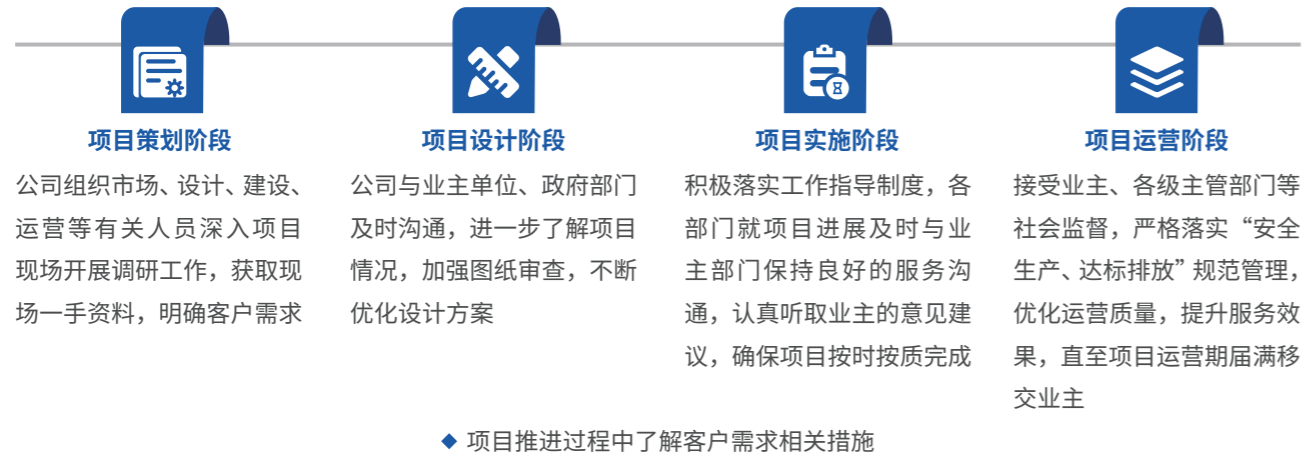 项目策划阶段
公司组织市场、设计、建设、
运营等有关人员深入项目
现场开展调研工作，获取现
场一手资料，明确客户需求
项目设计阶段
公司与业主单位、政府部门
及时沟通，进一步了解项目
情况，加强图纸审查，不断
优化设计方案
项目实施阶段
积极落实工作指导制度，各
部门就项目进展及时与业
主部门保持良好的服务沟
通，认真听取业主的意见建
议，确保项目按时按质完成
项目运营阶段
接受业主、各级主管部门等
社会监督，严格落实“安全
生产、达标排放”规范管理，
优化运营质量，提升服务效
果，直至项目运营期届满移
交业主
◆ 项目推进过程中了解客户需求相关措施